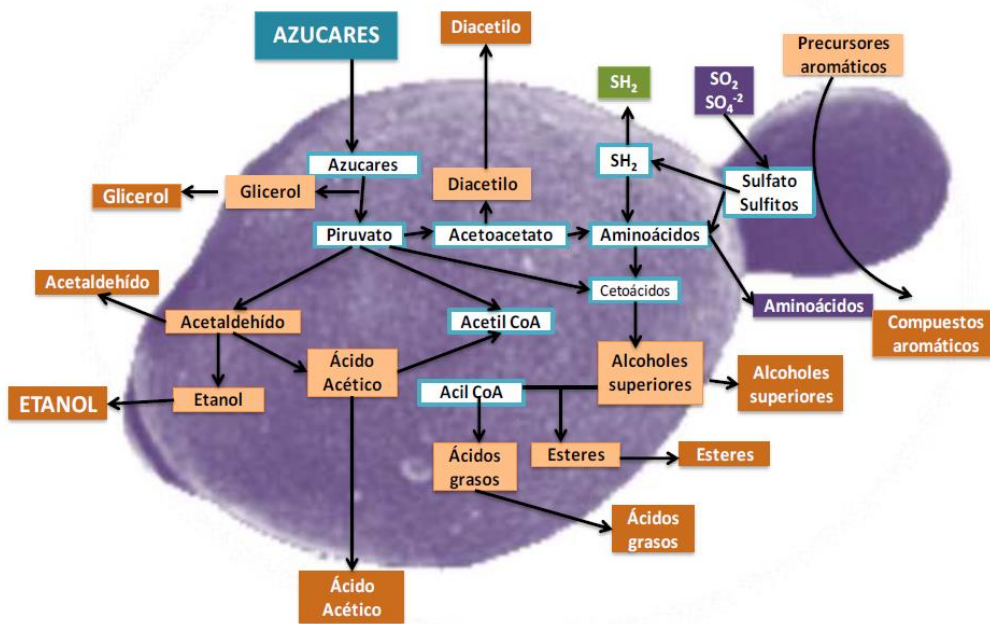 AZUCARES
Diacetilo
Precursores
aromáticos
SH₂
SO₂
SO₄⁻²
Azucares
SH₂
Glicerol
Glicerol
Diacetilo
Sulfato
Sulfitos
Piruvato
Acetoacetato
Aminoácidos
Acetaldehído
Cetoácidos
Acetaldehído
Acetil CoA
Aminoácidos
Compuestos
aromáticos
Ácido
Acético
Alcoholes
superiores
Alcoholes
superiores
ETANOL
Etanol
Acil CoA
Ácidos
grasos
Esteres
Esteres
Ácidos
grasos
Ácido
Acético